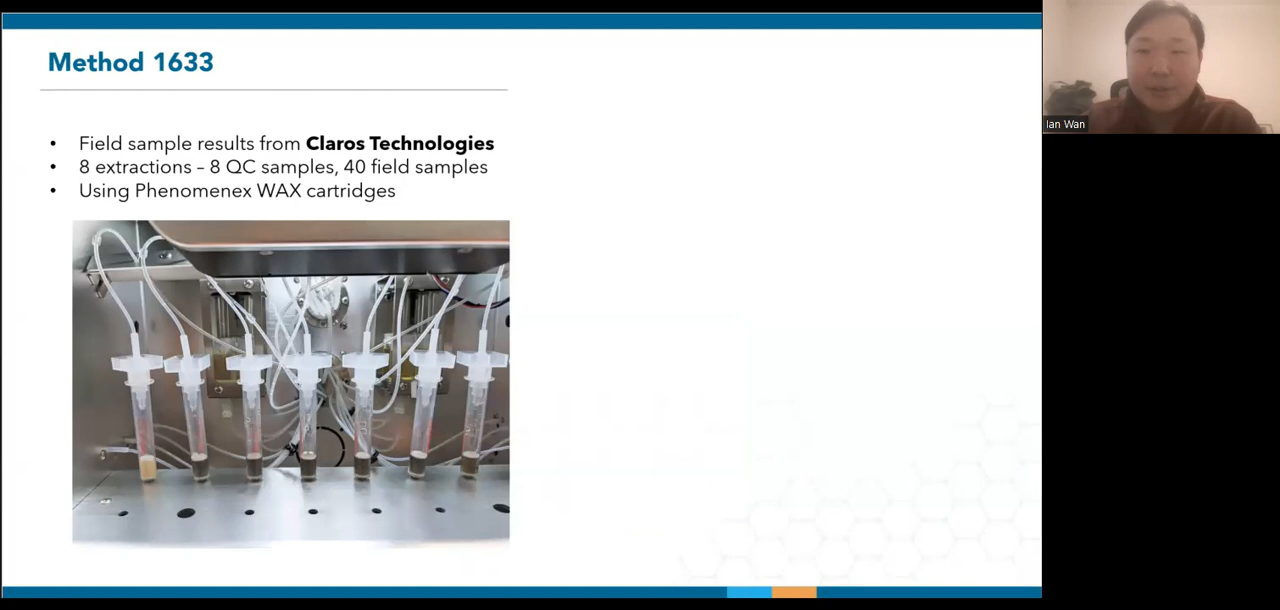 Method 1633
• Field sample results from Claros Technologies
• 8 extractions – 8 QC samples, 40 field samples
• Using Phenomenex WAX cartridges
Ian Wan